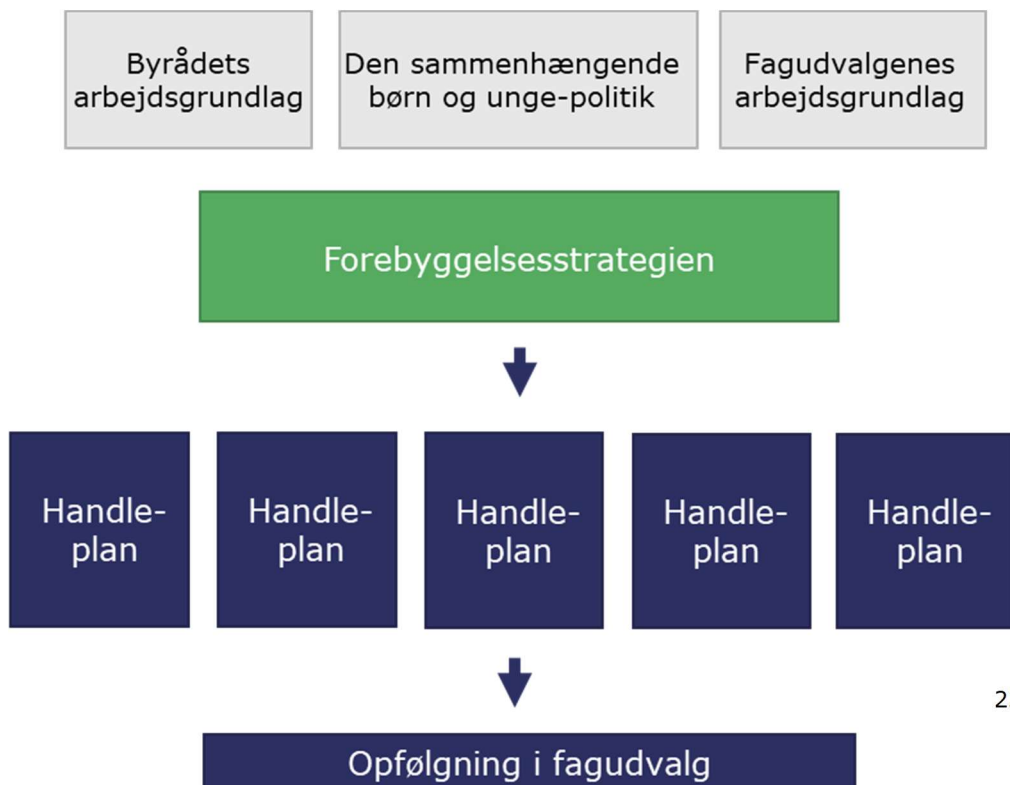 Byrådets
arbejdsgrundlag
Den sammenhængende
børn og unge-politik
Fagudvalgenes
arbejdsgrundlag
Forebyggelsesstrategien
Handle-
plan
Handle-
plan
Handle-
plan
Handle-
plan
Handle-
plan
Opfølgning i fagudvalg